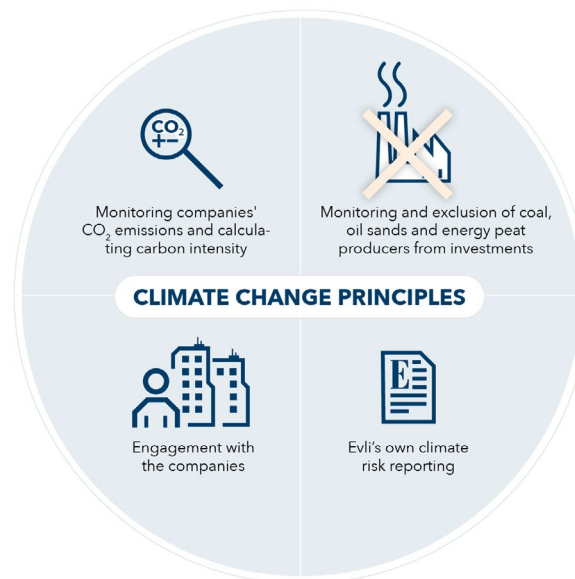 CO2
+−
Monitoring companies'
CO2 emissions and calcula-
ting carbon intensity
Monitoring and exclusion of coal,
oil sands and energy peat
producers from investments
CLIMATE CHANGE PRINCIPLES
E
Engagement with
the companies
Evli's own climate
risk reporting